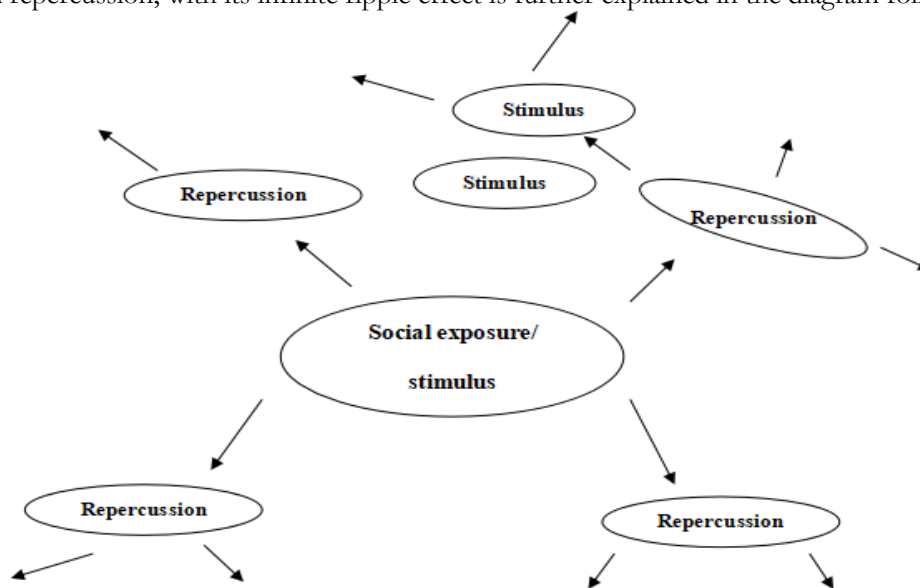 repercussion, with its infinite ripple effect is further explained in the diagram
Stimulus
Stimulus
Repercussion
Repercussion
Social exposure/
stimulus
Repercussion
Repercussion